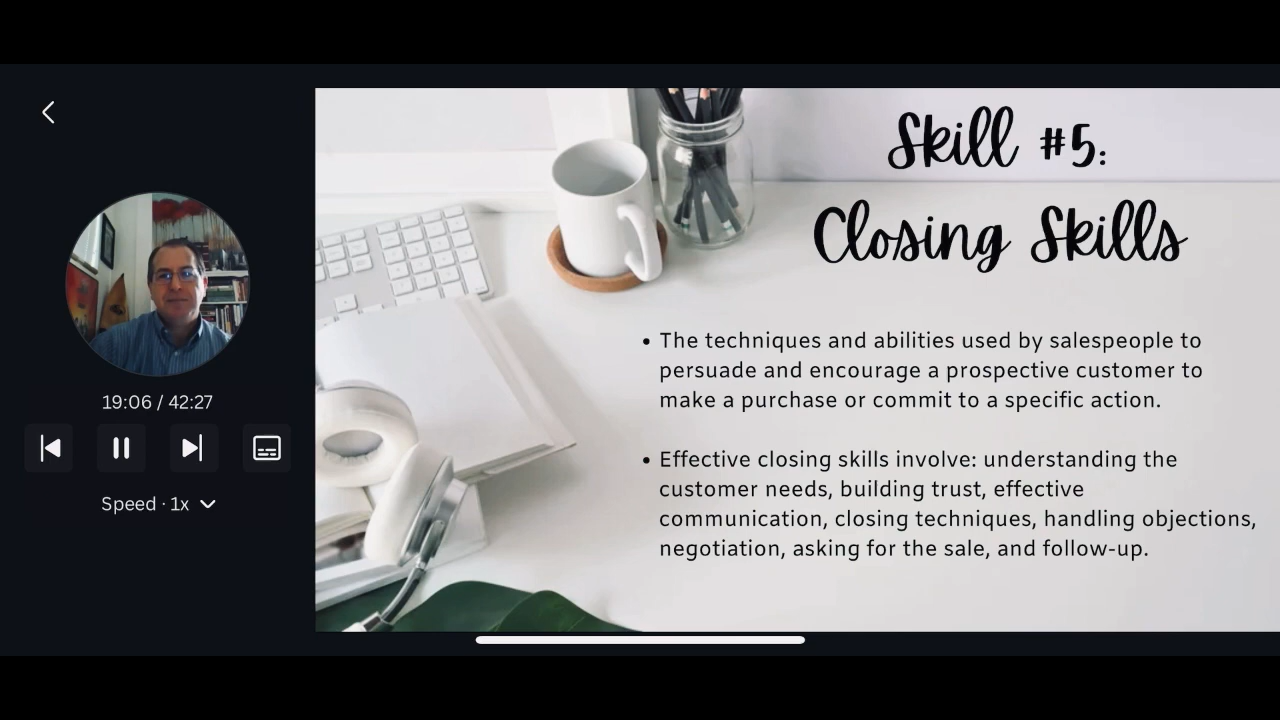 Skill #5:
Closing Skills
• The techniques and abilities used by salespeople to
persuade and encourage a prospective customer to
make a purchase or commit to a specific action.
• Effective closing skills involve: understanding the
customer needs, building trust, effective
communication, closing techniques, handling objections,
negotiation, asking for the sale, and follow-up.
19:06 / 42:27
Speed · 1x